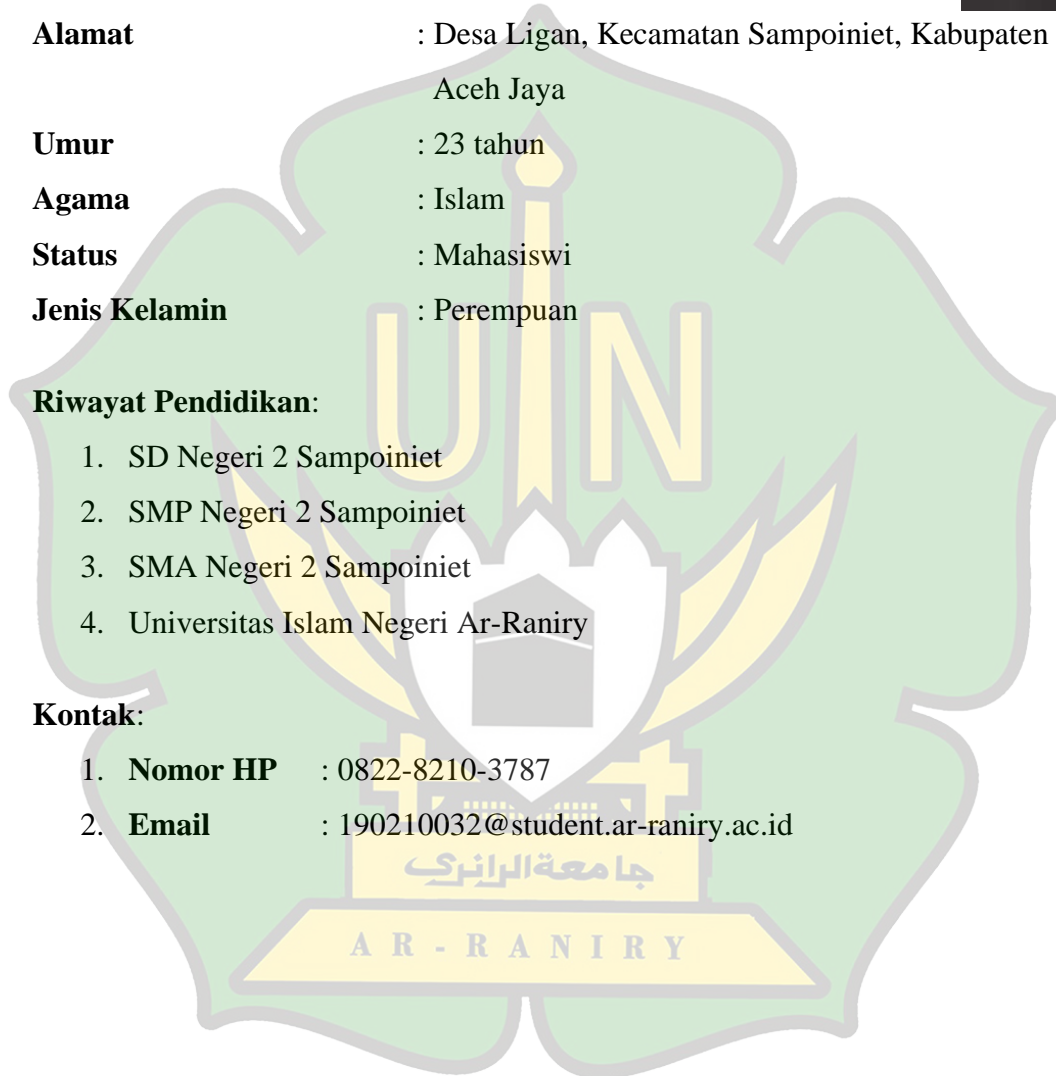 Alamat : Desa Ligan, Kecamatan Sampoiniet, Kabupaten
Aceh Jaya
Umur : 23 tahun
Agama : Islam
Status : Mahasiswi
Jenis Kelamin : Perempuan
Riwayat Pendidikan:
1. SD Negeri 2 Sampoiniet
2. SMP Negeri 2 Sampoiniet
3. SMA Negeri 2 Sampoiniet
4. Universitas Islam Negeri Ar-Raniry
Kontak:
1. Nomor HP : 0822-8210-3787
2. Email : 190210032@student.ar-raniry.ac.id
UIN
جامعةالرانري
AR-RANIRY